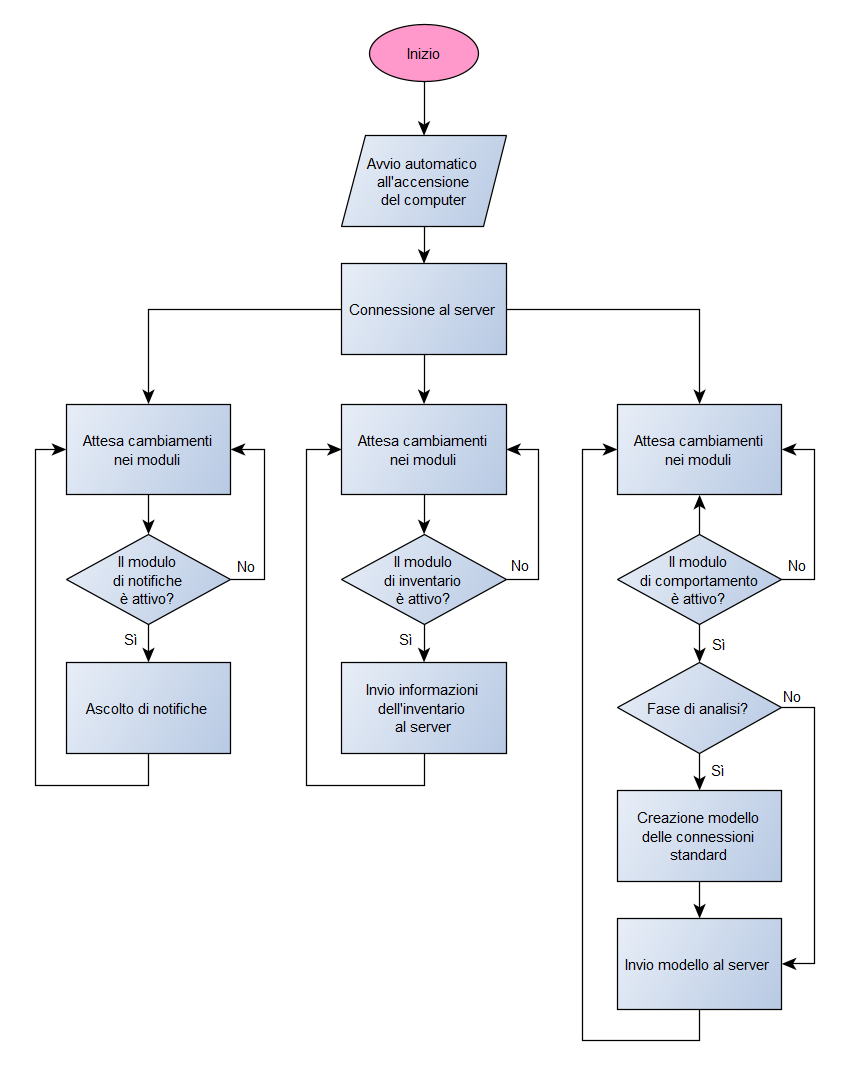 Inizio
Avvio automatico
all'accensione
del computer
Connessione al server
Attesa cambiamenti
nei moduli
Il modulo
di notifiche
è attivo?
No
Sì
Ascolto di notifiche
Attesa cambiamenti
nei moduli
Il modulo
di inventario
è attivo?
No
Sì
Invio informazioni
dell'inventario
al server
Attesa cambiamenti
nei moduli
Il modulo
di comportamento
è attivo?
No
Sì
Fase di analisi?
No
Sì
Creazione modello
delle connessioni
standard
Invio modello al server